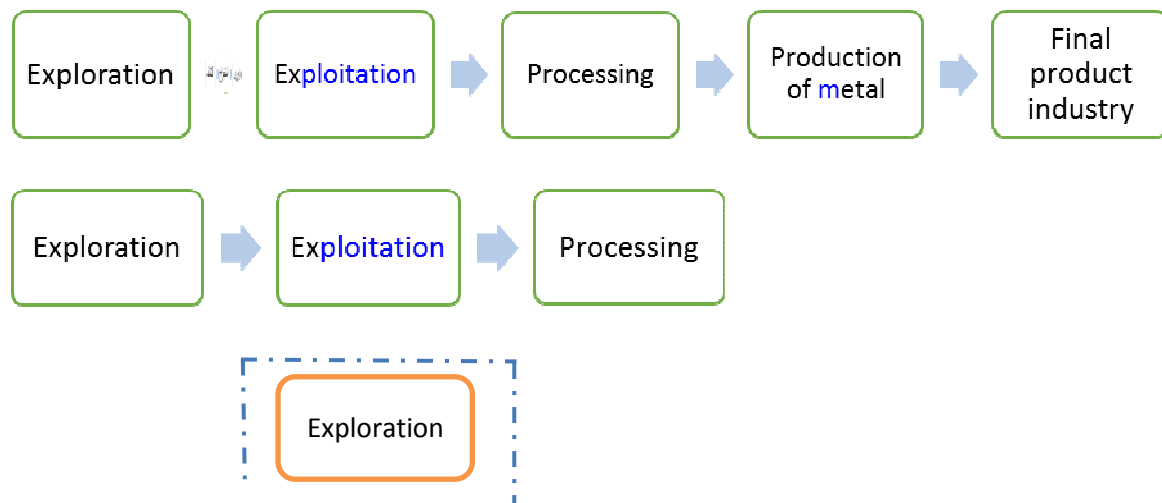 Exploration
Exploitation
Processing
Production
of metal
Final
product
industry
Exploration
Exploitation
Processing
Exploration